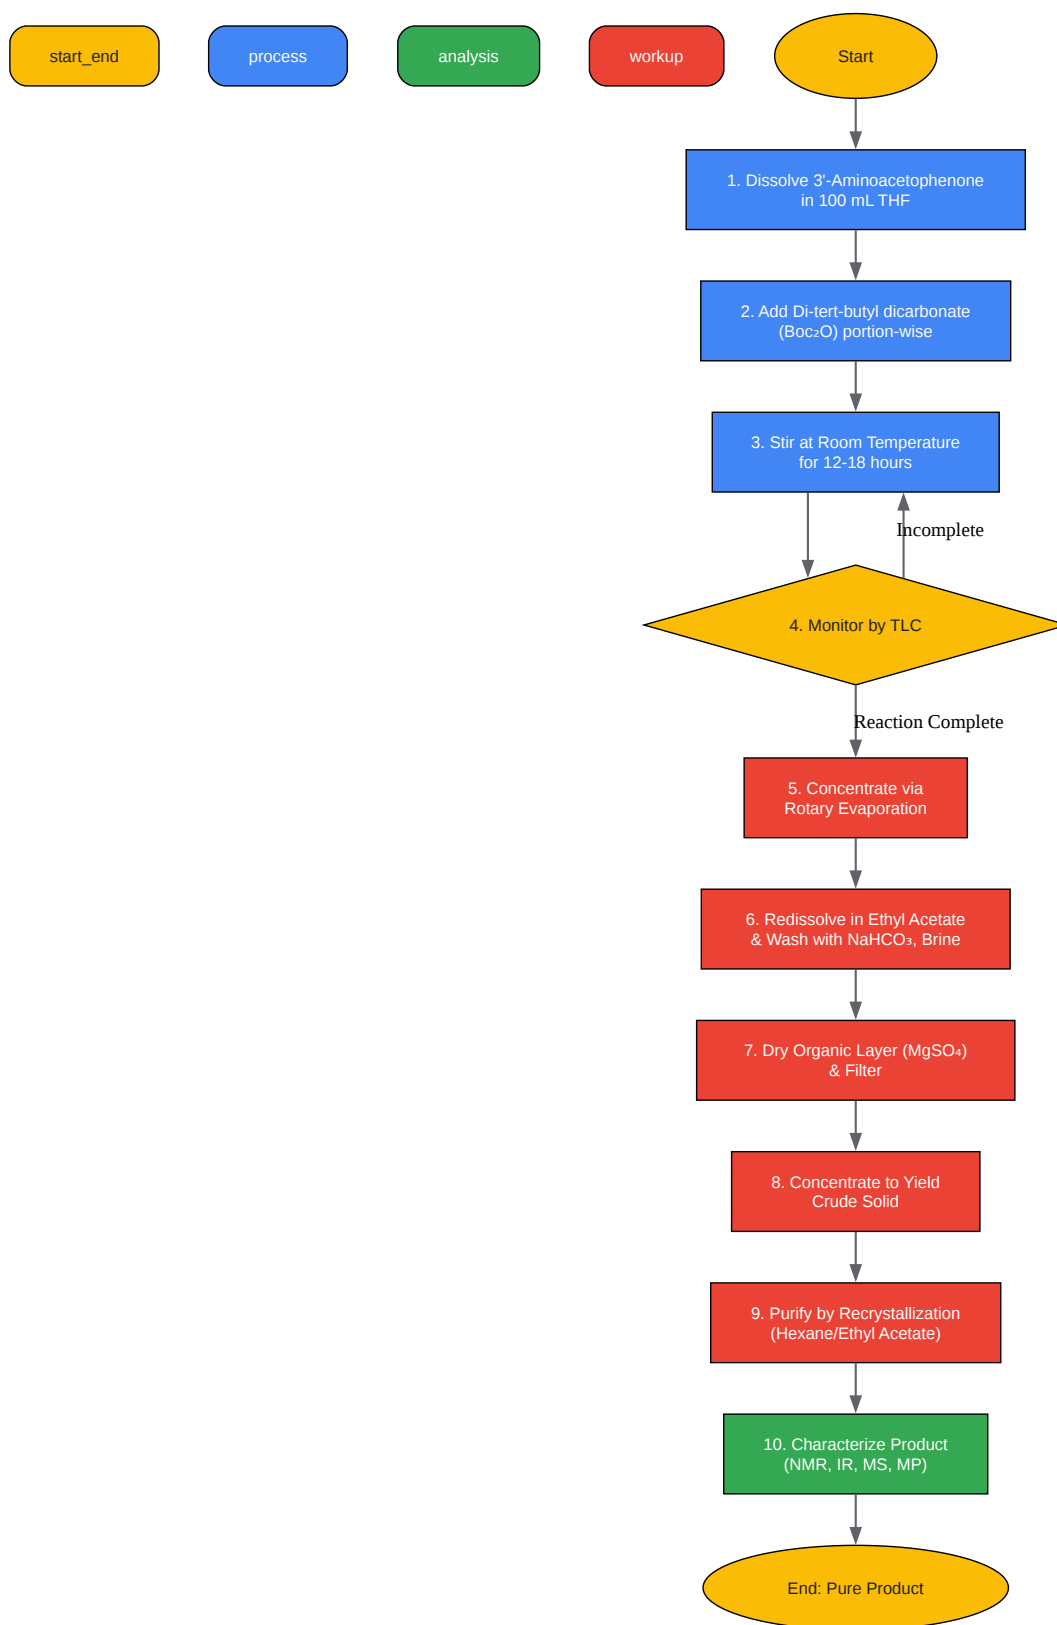 start_end
process
analysis
workup
Start
1. Dissolve 3'-Aminoacetophenone
in 100 mL THF
2. Add Di-tert-butyl dicarbonate
(Boc₂O) portion-wise
3. Stir at Room Temperature
for 12-18 hours
Incomplete
4. Monitor by TLC
Reaction Complete
5. Concentrate via
Rotary Evaporation
6. Redissolve in Ethyl Acetate
& Wash with NaHCO₃, Brine
7. Dry Organic Layer (MgSO₄)
& Filter
8. Concentrate to Yield
Crude Solid
9. Purify by Recrystallization
(Hexane/Ethyl Acetate)
10. Characterize Product
(NMR, IR, MS, MP)
End: Pure Product